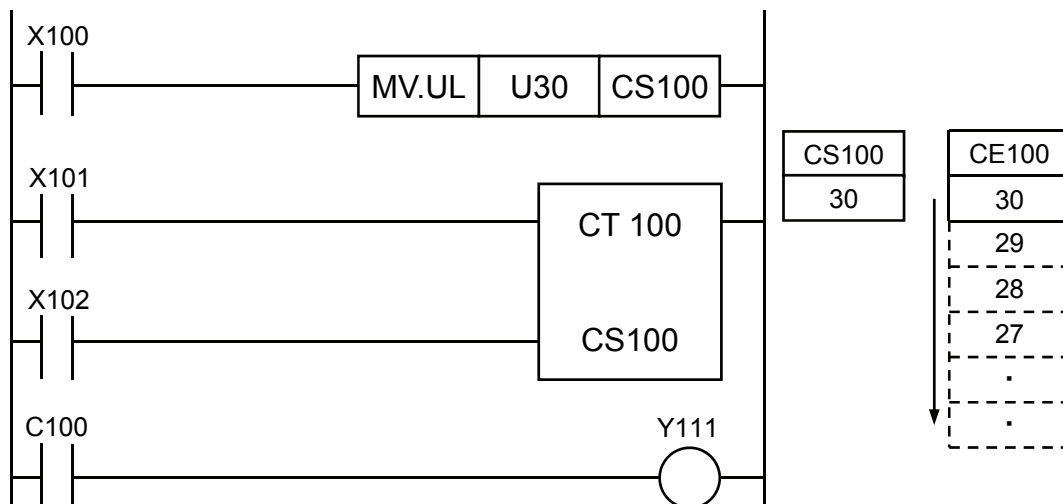 X100
MV.UL U30 CS100
CS100 CE100
X101
30 30
CT 100
29
28
X102
27
CS100
.
.
C100 Y111